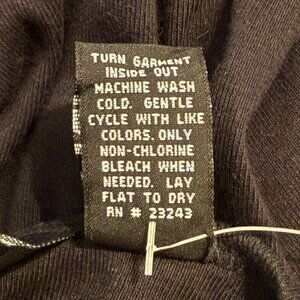 TURN GARMENT
INSIDE OUT
MACHINE WASH
COLD. GENTLE
CYCLE WITH LIKE
COLORS. ONLY
NON-CHLORINE
BLEACH WHEN
NEEDED. LAY
FLAT TO DRY
RN # 23243